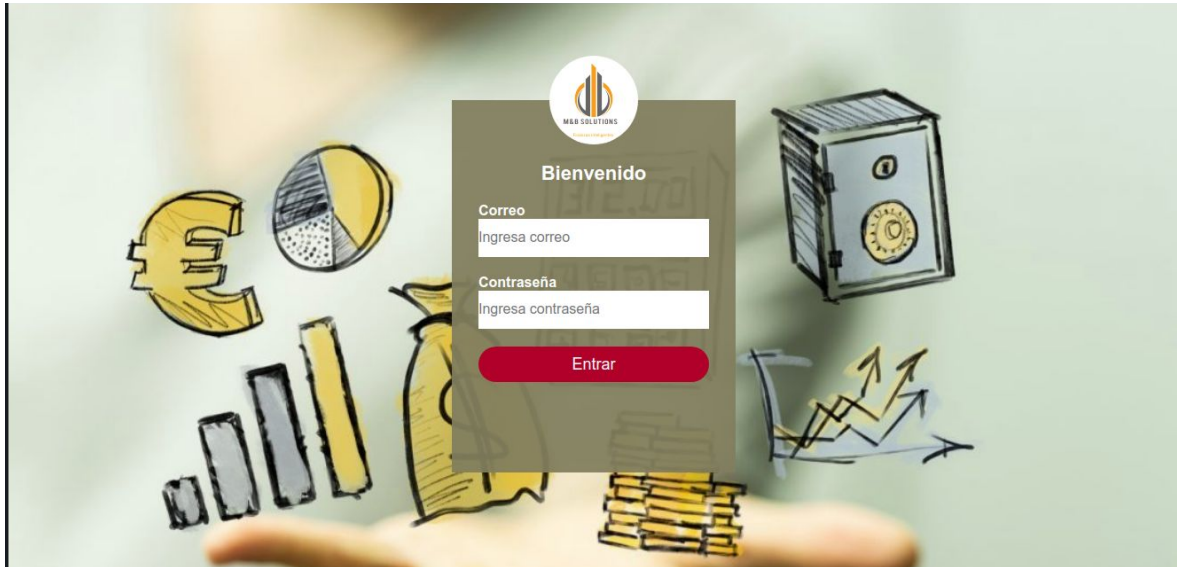 M&B SOLUTIONS
Bienvenido
Correo
Ingresa correo
Contraseña
Ingresa contraseña
Entrar